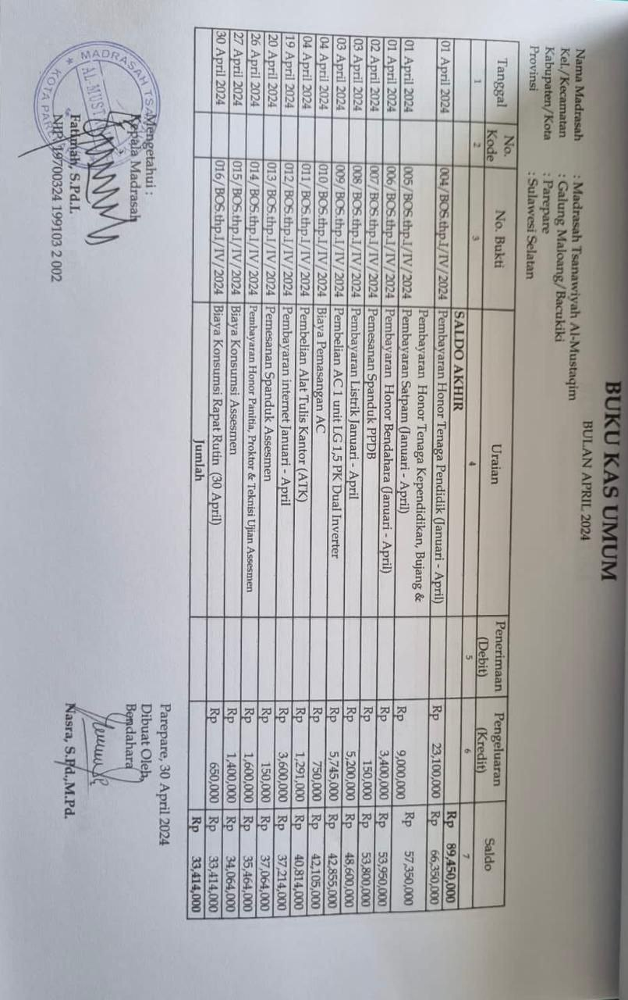 BUKU KAS UMUM
BULAN APRIL 2024
Nama Madrasah : Madrasah Tsanawiyah Al-Mustaqim
Kel./Kecamatan : Galung Maloang/Bacukiki
Kabupaten/Kota : Parepare
Provinsi : Sulawesi Selatan
Tanggal No. Kode No. Bukti Uraian Penerimaan (Debit) Pengeluaran (Kredit) Saldo
1 2 3 4 5 6 7
SALDO AKHIR Rp 89,450,000
01 April 2024 004/BOS.thp.I/IV/2024 Pembayaran Honor Tenaga Pendidik (Januari - April) Rp 23,100,000 Rp 66,350,000
Pembayaran Honor Tenaga Kependidikan, Bujang &
01 April 2024 005/BOS.thp.I/IV/2024 Pembayaran Satpam (Januari - April) Rp 9,000,000 Rp 57,350,000
01 April 2024 006/BOS.thp.I/IV/2024 Pembayaran Honor Bendahara (Januari - April) Rp 3,400,000 Rp 53,950,000
02 April 2024 007/BOS.thp.I/IV/2024 Pemesanan Spanduk PPDB Rp 150,000 Rp 53,800,000
03 April 2024 008/BOS.thp.I/IV/2024 Pembayaran Listrik Januari - April Rp 5,200,000 Rp 48,600,000
03 April 2024 009/BOS.thp.I/IV/2024 Pembelian AC 1 unit LG 1,5 PK Dual Inverter Rp 5,745,000 Rp 42,855,000
04 April 2024 010/BOS.thp.I/IV/2024 Biaya Pemasangan AC Rp 750,000 Rp 42,105,000
04 April 2024 011/BOS.thp.I/IV/2024 Pembelian Alat Tulis Kantor (ATK) Rp 1,291,000 Rp 40,814,000
19 April 2024 012/BOS.thp.I/IV/2024 Pembayaran internet Januari - April Rp 3,600,000 Rp 37,214,000
20 April 2024 013/BOS.thp.I/IV/2024 Pemesanan Spanduk Assesmen Rp 150,000 Rp 37,064,000
26 April 2024 014/BOS.thp.I/IV/2024 Pembayaran Honor Panitia, Proktor & Teknisi Ujian Assesmen Rp 1,600,000 Rp 35,464,000
27 April 2024 015/BOS.thp.I/IV/2024 Biaya Konsumsi Assesmen Rp 1,400,000 Rp 34,064,000
30 April 2024 016/BOS.thp.I/IV/2024 Biaya Konsumsi Rapat Rutin (30 April) Rp 650,000 Rp 33,414,000
Jumlah Rp 33,414,000
Parepare, 30 April 2024
Mengetahui : Dibuat Oleh,
Kepala Madrasah Bendahara
MADRASAH TSA
AL-MUSTA
KOTA PAR
Fatimah, S.Pd.I. Nasra, S.Pd.,M.Pd.
NIP. 19700324 199103 2 002